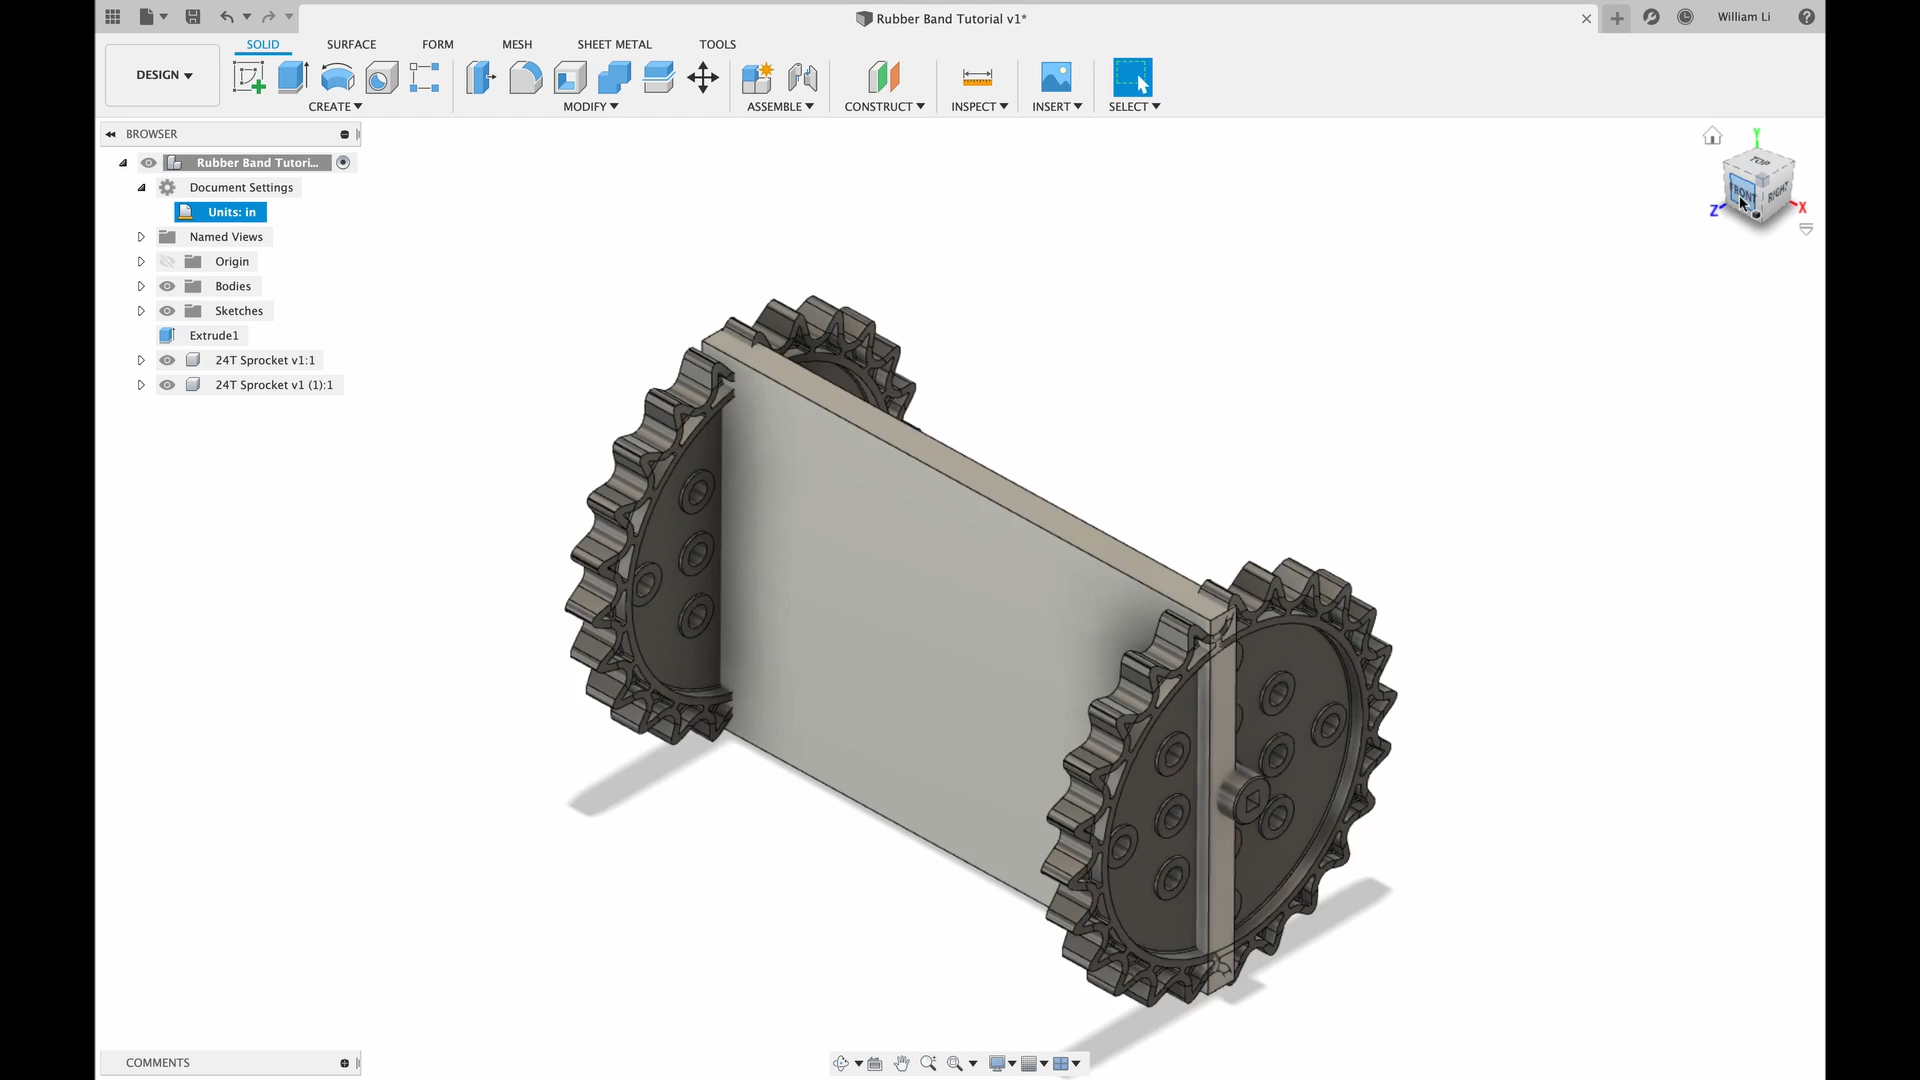 Rubber Band Tutorial v1*
William Li
SOLID
SURFACE
FORM
MESH
SHEET METAL
TOOLS
DESIGN
CREATE
MODIFY
ASSEMBLE
CONSTRUCT
INSPECT
INSERT
SELECT
BROWSER
Rubber Band Tutori...
Document Settings
Units: in
Named Views
Origin
Bodies
Sketches
Extrude1
24T Sprocket v1:1
24T Sprocket v1 (1):1
Y
TOP
FRONT
RIGHT
Z
X
COMMENTS